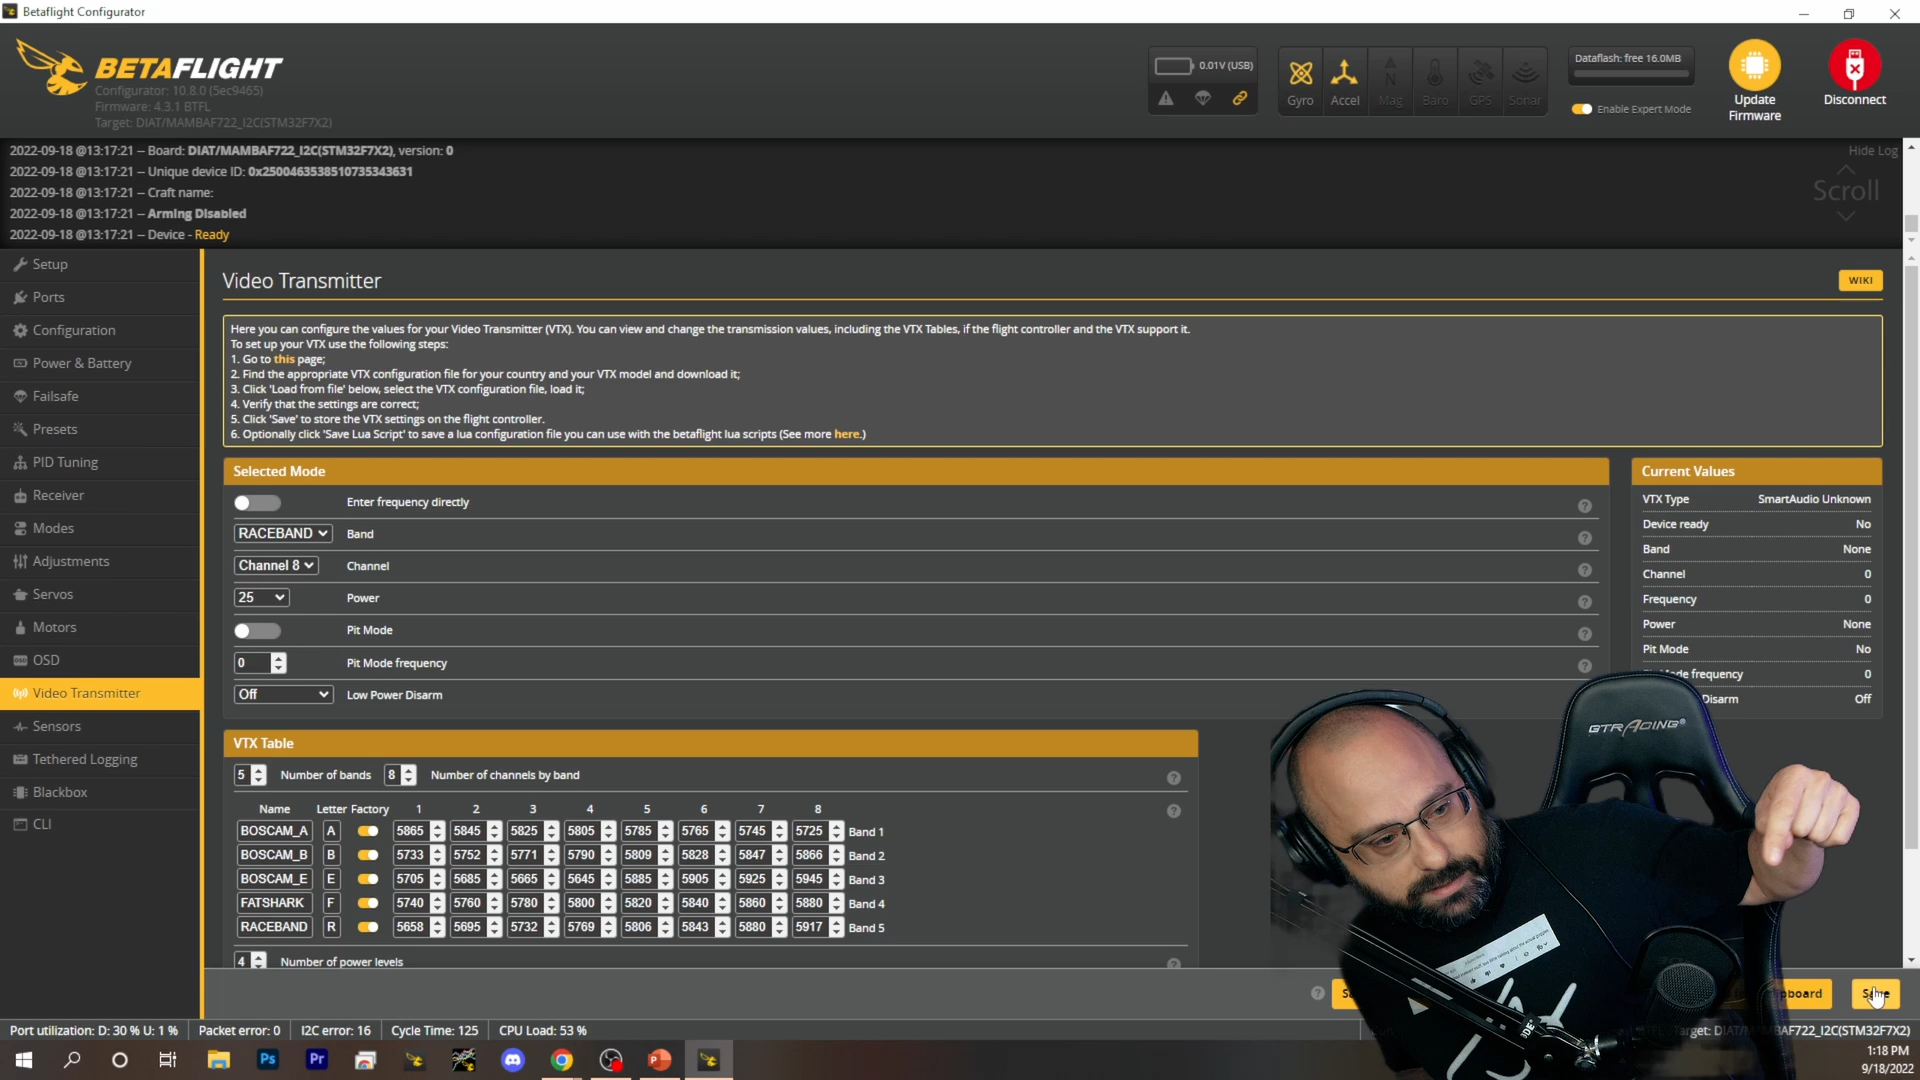 Betaflight Configurator
BETAFLIGHT
Configurator: 10.8.0 (5ec9465)
Firmware: 4.3.1 BTFL
Target: DIAT/MAMBAF722_I2C(STM32F7X2)
0.01V (USB)
Gyro Accel Mag Baro GPS Sonar
Dataflash: free 16.0MB
Enable Expert Mode
Update Firmware
Disconnect
2022-09-18 @13:17:21 -- Board: DIAT/MAMBAF722_I2C(STM32F7X2), version: 0
2022-09-18 @13:17:21 -- Unique device ID: 0x2500463538510735343631
2022-09-18 @13:17:21 -- Craft name:
2022-09-18 @13:17:21 -- Arming Disabled
2022-09-18 @13:17:21 -- Device - Ready
Hide Log
Scroll
Setup
Ports
Configuration
Power & Battery
Failsafe
Presets
PID Tuning
Receiver
Modes
Adjustments
Servos
Motors
OSD
Video Transmitter
Sensors
Tethered Logging
Blackbox
CLI
Video Transmitter
WIKI
Here you can configure the values for your Video Transmitter (VTX). You can view and change the transmission values, including the VTX Tables, if the flight controller and the VTX support it.
To set up your VTX use the following steps:
1. Go to this page;
2. Find the appropriate VTX configuration file for your country and your VTX model and download it;
3. Click 'Load from file' below, select the VTX configuration file, load it;
4. Verify that the settings are correct;
5. Click 'Save' to store the VTX settings on the flight controller.
6. Optionally click 'Save Lua Script' to save a lua configuration file you can use with the betaflight lua scripts (See more here.)
Selected Mode
Enter frequency directly
RACEBAND Band
Channel 8 Channel
25 Power
Pit Mode
0 Pit Mode frequency
Off Low Power Disarm
Current Values
VTX Type SmartAudio Unknown
Device ready No
Band None
Channel 0
Frequency 0
Power None
Pit Mode No
frequency 0
Disarm Off
GTRACING
VTX Table
5 Number of bands 8 Number of channels by band
Name Letter Factory 1 2 3 4 5 6 7 8
BOSCAM_A A 5865 5845 5825 5805 5785 5765 5745 5725 Band 1
BOSCAM_B B 5733 5752 5771 5790 5809 5828 5847 5866 Band 2
BOSCAM_E E 5705 5685 5665 5645 5885 5905 5925 5945 Band 3
FATSHARK F 5740 5760 5780 5800 5820 5840 5860 5880 Band 4
RACEBAND R 5658 5695 5732 5769 5806 5843 5880 5917 Band 5
4 Number of power levels
Save
Port utilization: D: 30 % U: 1 % Packet error: 0 I2C error: 16 Cycle Time: 125 CPU Load: 53 %
1:18 PM
9/18/2022